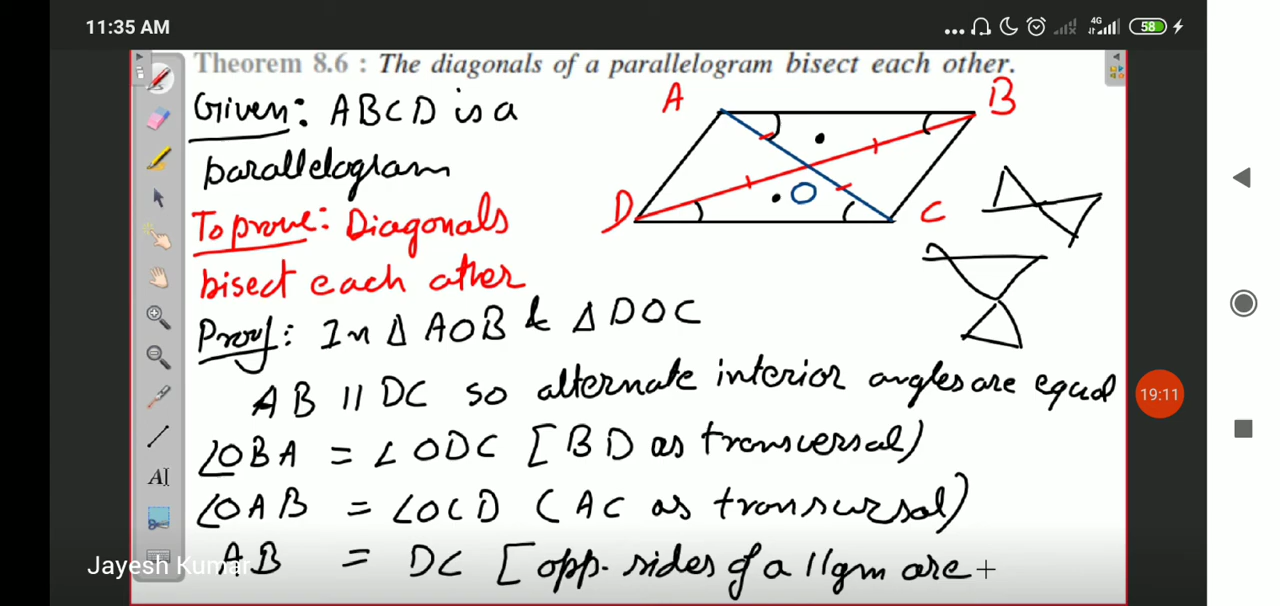 11:35 AM
4G
58
Theorem 8.6 : The diagonals of a parallelogram bisect each other.
Given: ABCD is a
parallelogram
To prove: Diagonals
bisect each other
A
B
D
O
C
Proof: In Δ AOB & Δ DOC
AB || DC so alternate interior angles are equal
19:11
∠OBA = ∠ODC [BD as transversal)
∠OAB = ∠OCD (AC as transversal)
AB = DC [opp. sides of a ||gm are
AI
Jayesh Kumar